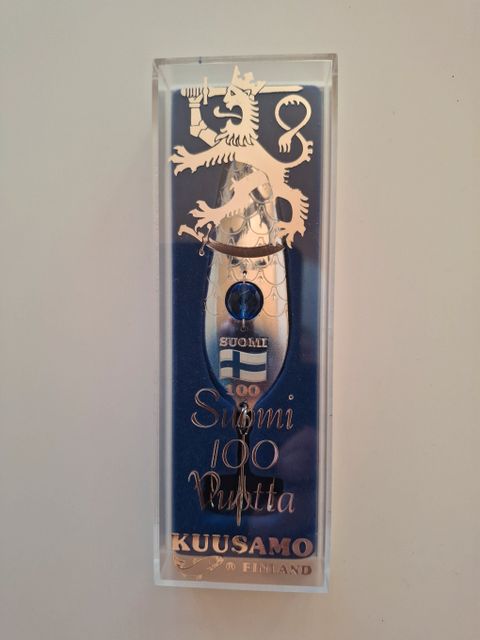 SUOMI
100
Suomi
100
Vuotta
KUUSAMO
® FINLAND